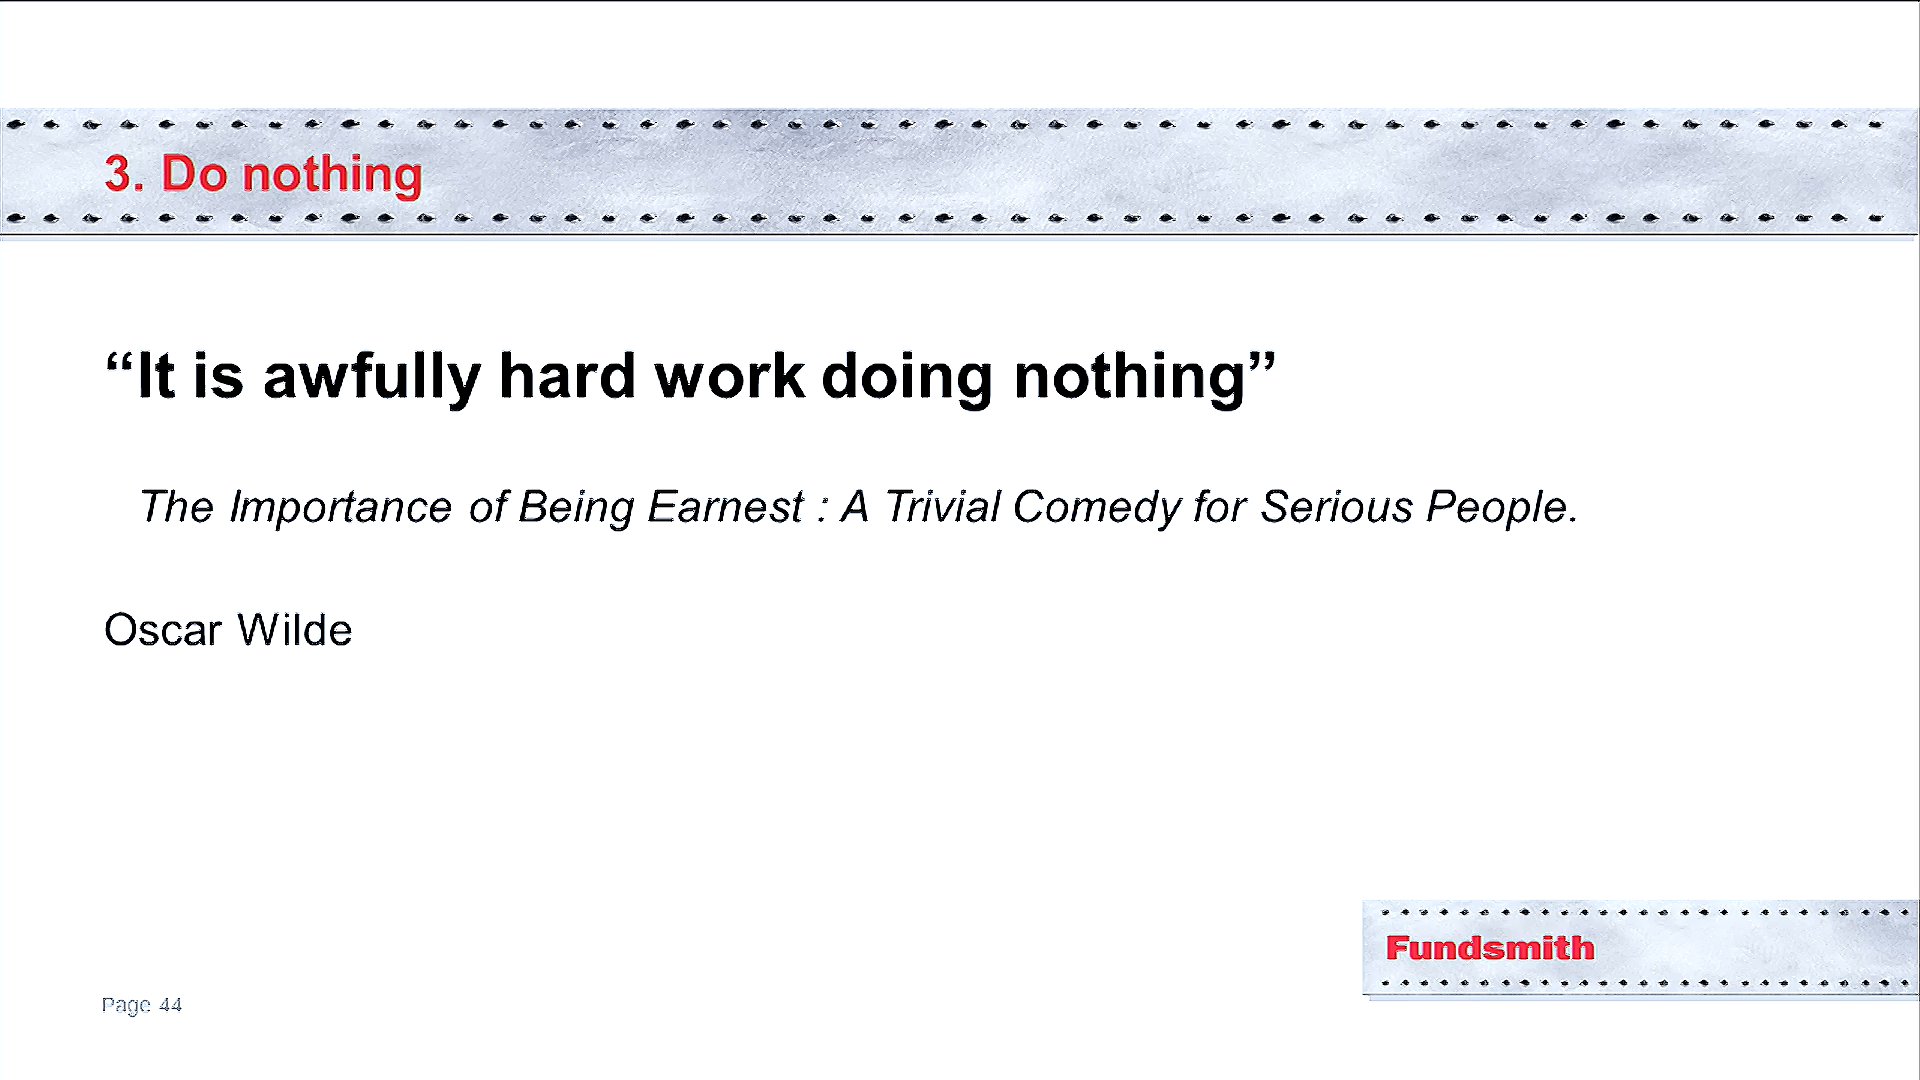 3. Do nothing
“It is awfully hard work doing nothing”
The Importance of Being Earnest : A Trivial Comedy for Serious People.
Oscar Wilde
Fundsmith
Page 44